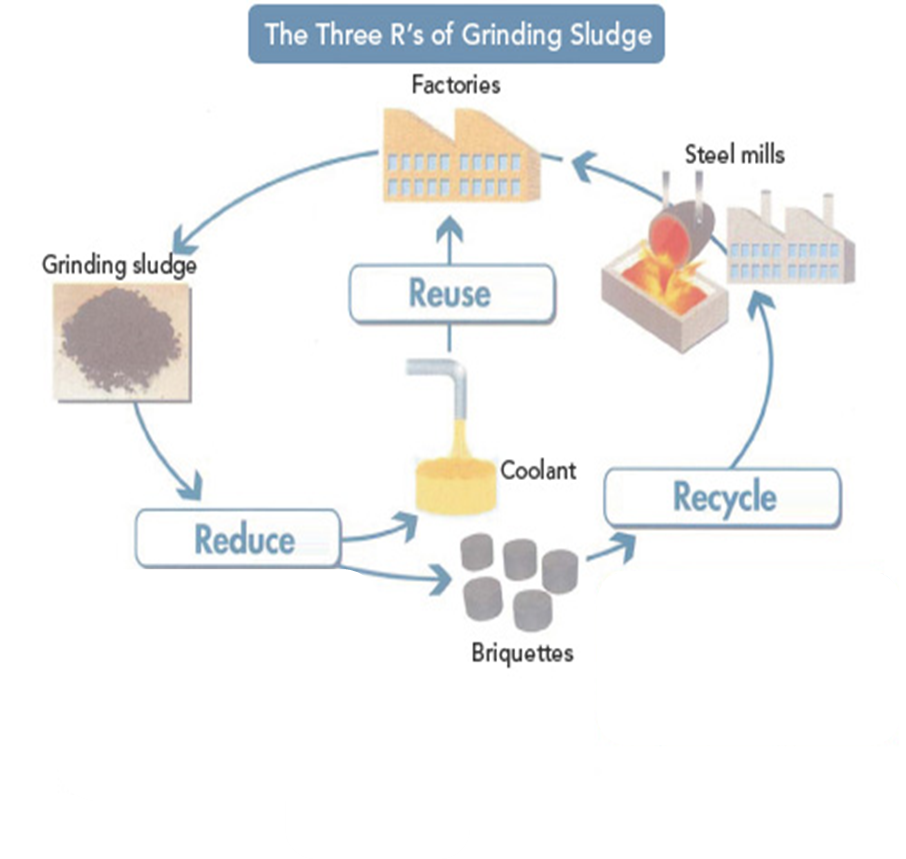 The Three R's of Grinding Sludge
Factories
Steel mills
Grinding sludge
Reuse
Coolant
Recycle
Reduce
Briquettes